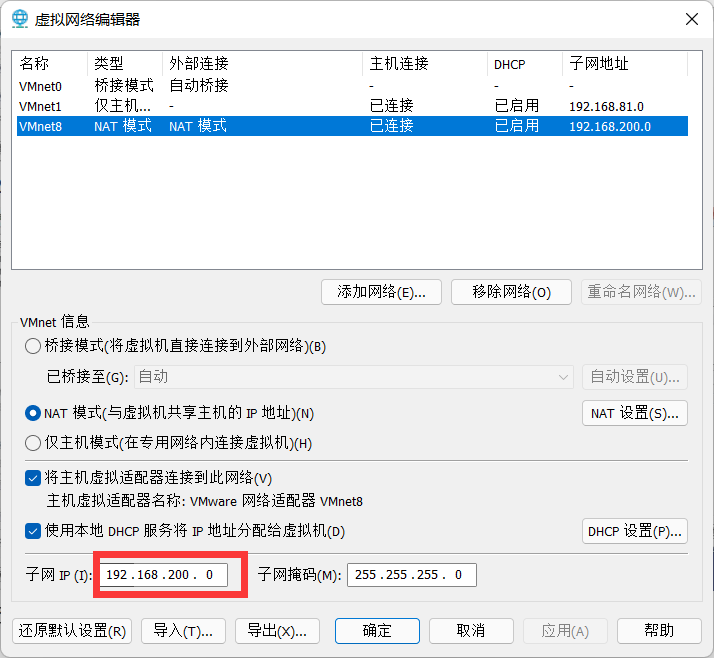 虚拟网络编辑器
名称 类型 外部连接 主机连接 DHCP 子网地址
VMnet0 桥接模式 自动桥接 - - -
VMnet1 仅主机... - 已连接 已启用 192.168.81.0
VMnet8 NAT 模式 NAT 模式 已连接 已启用 192.168.200.0
添加网络(E)... 移除网络(O) 重命名网络(W)...
VMnet 信息
桥接模式(将虚拟机直接连接到外部网络)(B)
已桥接至(G): 自动 自动设置(U)...
NAT 模式(与虚拟机共享主机的 IP 地址)(N) NAT 设置(S)...
仅主机模式(在专用网络内连接虚拟机)(H)
将主机虚拟适配器连接到此网络(V)
主机虚拟适配器名称: VMware 网络适配器 VMnet8
使用本地 DHCP 服务将 IP 地址分配给虚拟机(D) DHCP 设置(P)...
子网 IP (I): 192 .168 .200 . 0 子网掩码(M): 255 .255 .255 . 0
还原默认设置(R) 导入(T)... 导出(X)... 确定 取消 应用(A) 帮助